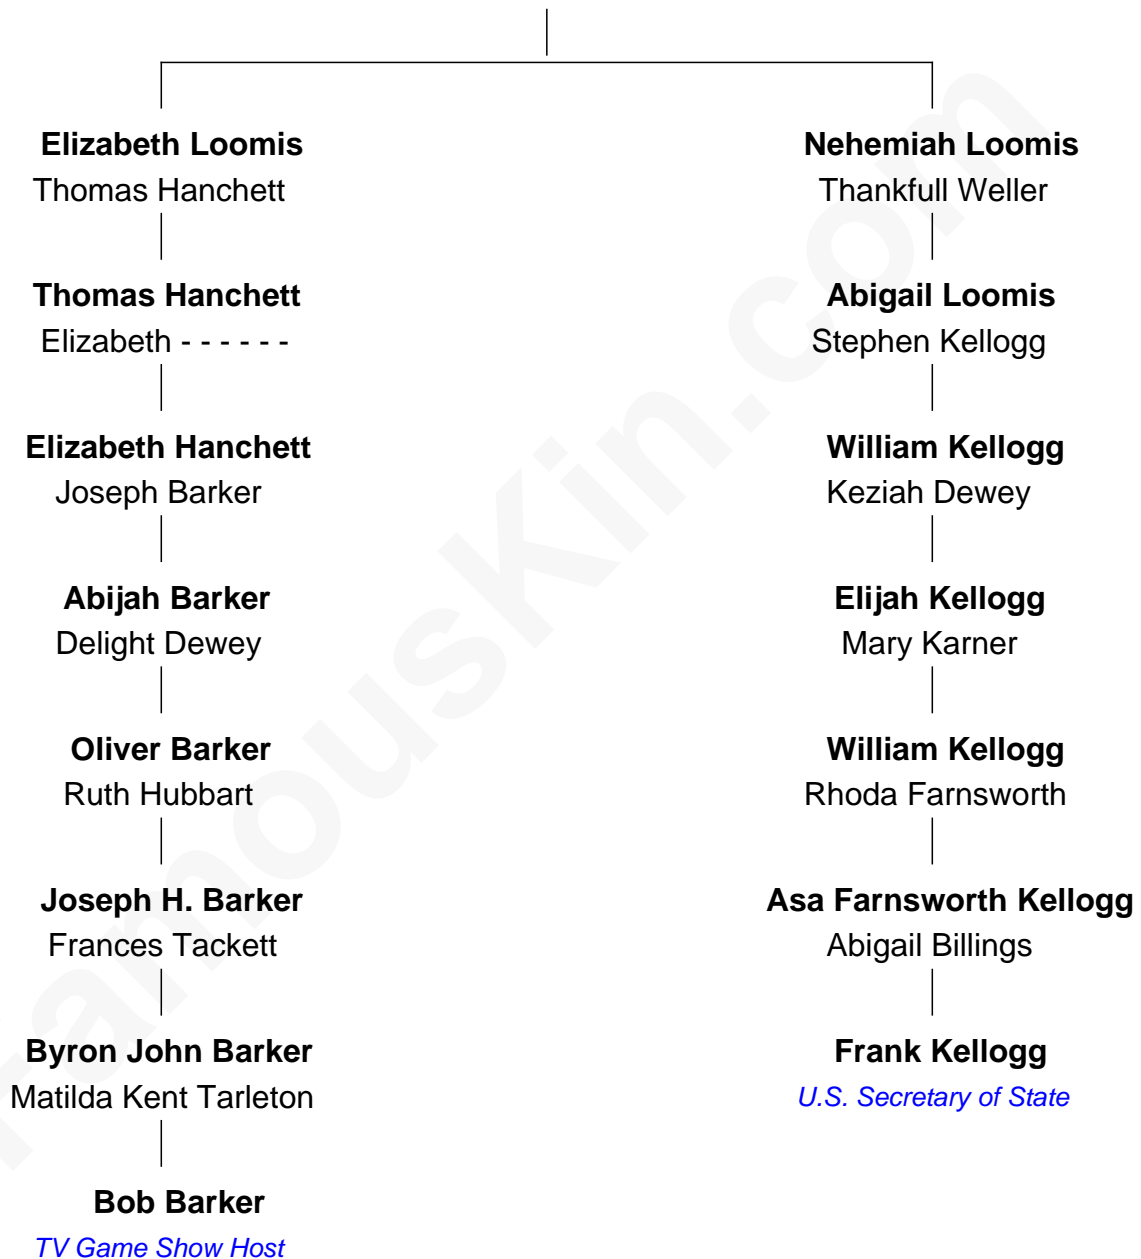 Elizabeth Loomis
Thomas Hanchett
Nehemiah Loomis
Thankfull Weller
Thomas Hanchett
Elizabeth - - - - - -
Abigail Loomis
Stephen Kellogg
Elizabeth Hanchett
Joseph Barker
William Kellogg
Keziah Dewey
Abijah Barker
Delight Dewey
Elijah Kellogg
Mary Karner
Oliver Barker
Ruth Hubbart
William Kellogg
Rhoda Farnsworth
Joseph H. Barker
Frances Tackett
Asa Farnsworth Kellogg
Abigail Billings
Byron John Barker
Matilda Kent Tarleton
Frank Kellogg
U.S. Secretary of State
Bob Barker
TV Game Show Host
FamousKin.com